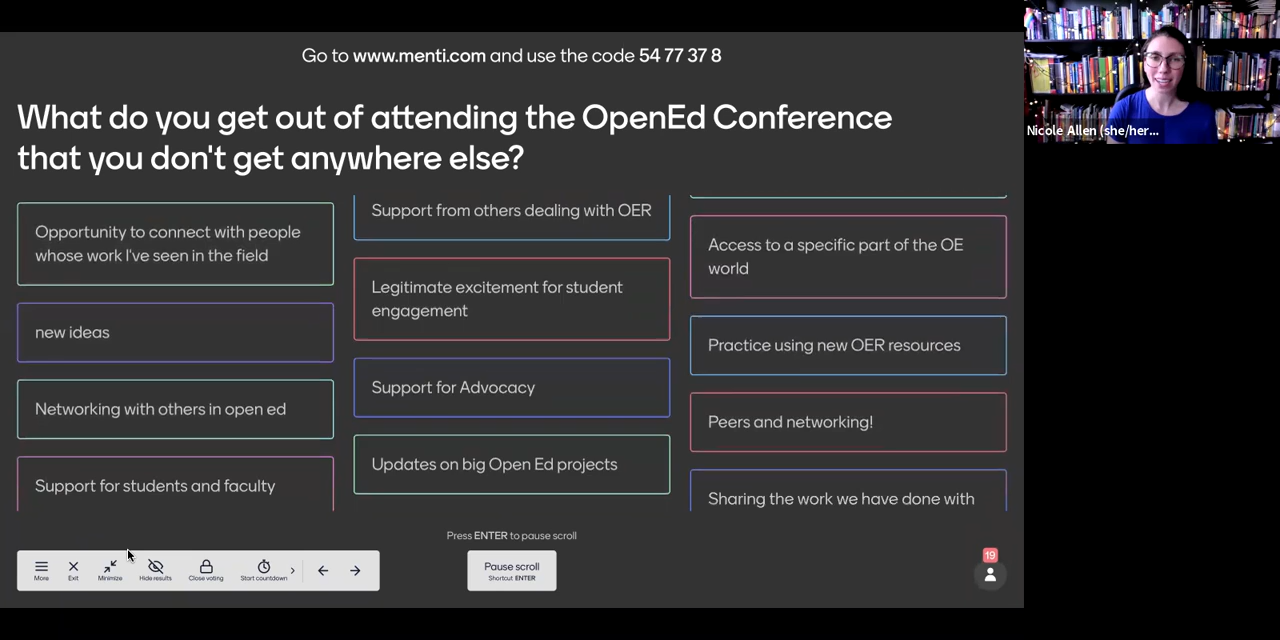 Go to www.menti.com and use the code 54 77 37 8
What do you get out of attending the OpenEd Conference
that you don't get anywhere else?
Opportunity to connect with people
whose work I've seen in the field
new ideas
Networking with others in open ed
Support for students and faculty
Support from others dealing with OER
Legitimate excitement for student
engagement
Support for Advocacy
Updates on big Open Ed projects
Access to a specific part of the OE
world
Practice using new OER resources
Peers and networking!
Sharing the work we have done with
Press ENTER to pause scroll
More
Exit
Minimize
Hide results
Close voting
Start countdown
Pause scroll
Shortcut ENTER
19
Nicole Allen (she/her...